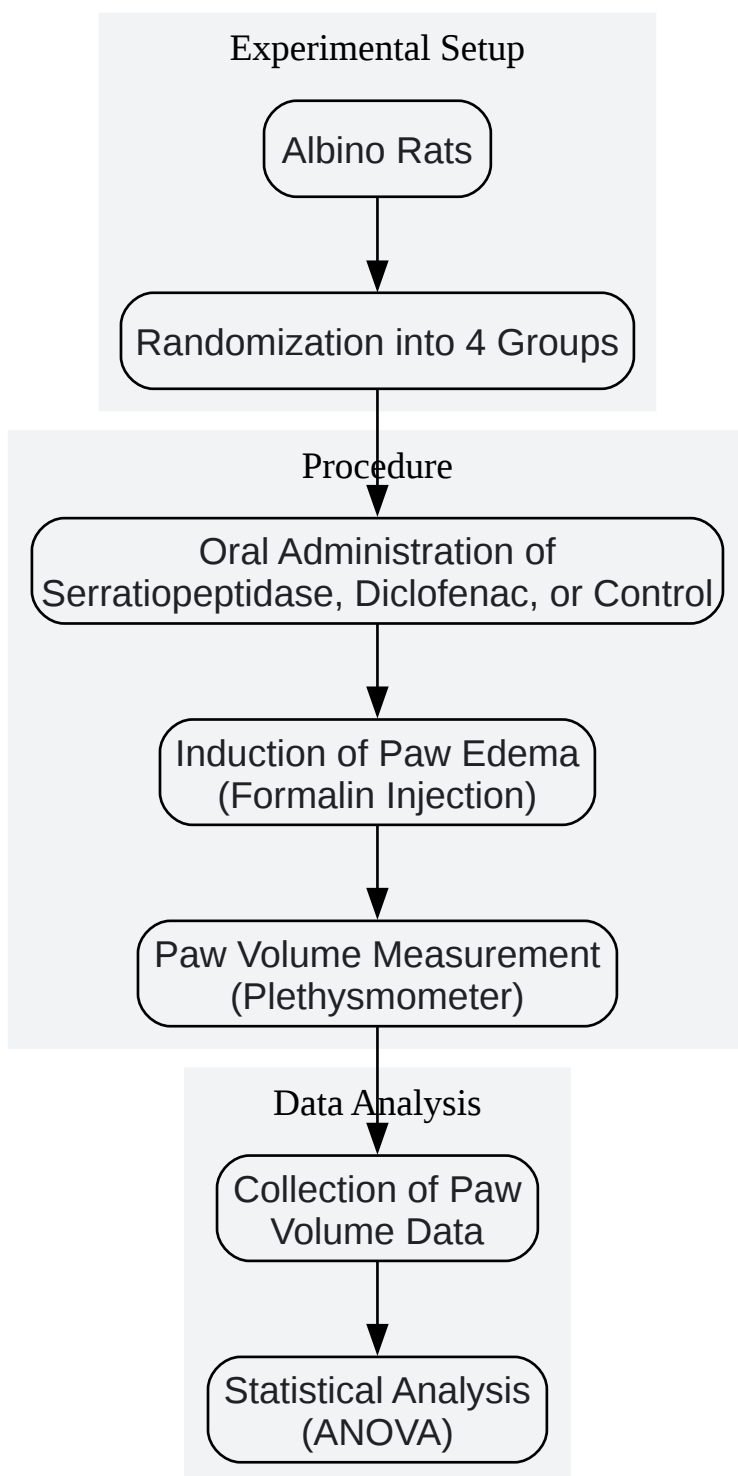 Experimental Setup
Albino Rats
Randomization into 4 Groups
Procedure
Oral Administration of
Serratiopeptidase, Diclofenac, or Control
Induction of Paw Edema
(Formalin Injection)
Paw Volume Measurement
(Plethysmometer)
Data Analysis
Collection of Paw
Volume Data
Statistical Analysis
(ANOVA)